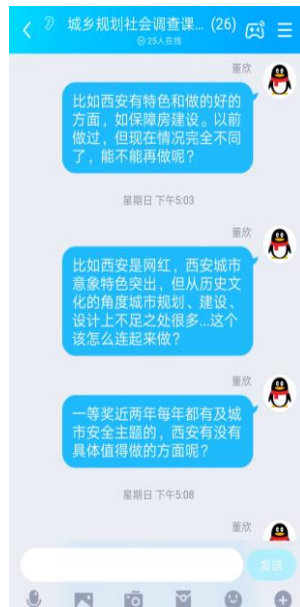 城乡规划社会调查课... (26)
25人在线
董欣
比如西安有特色和做的好的
方面，如保障房建设。以前
做过，但现在情况完全不同
了，能不能再做呢？
星期日 下午5:03
董欣
比如西安是网红，西安城市
意象特色突出，但从历史文
化的角度城市规划、建设、
设计上不足之处很多...这个
该怎么连起来做？
董欣
一等奖近两年每年都有及城
市安全主题的，西安有没有
具体值得做的方面呢？
星期日 下午5:08
董欣
发送